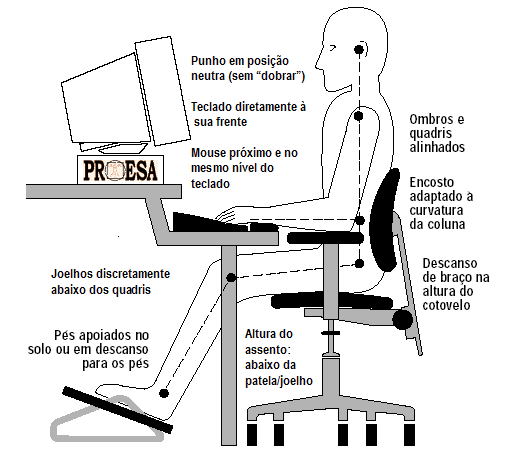 Punho em posição
neutra (sem “dobrar”)
Teclado diretamente à
sua frente
Mouse próximo e no
mesmo nível do
teclado
PROESA
Ombros e
quadris
alinhados
Encosto
adaptado à
curvatura
da coluna
Descanso
de braço na
altura do
cotovelo
Joelhos discretamente
abaixo dos quadris
Pés apoiados no
solo ou em descanso
para os pés
Altura do
assento:
abaixo da
patela/joelho